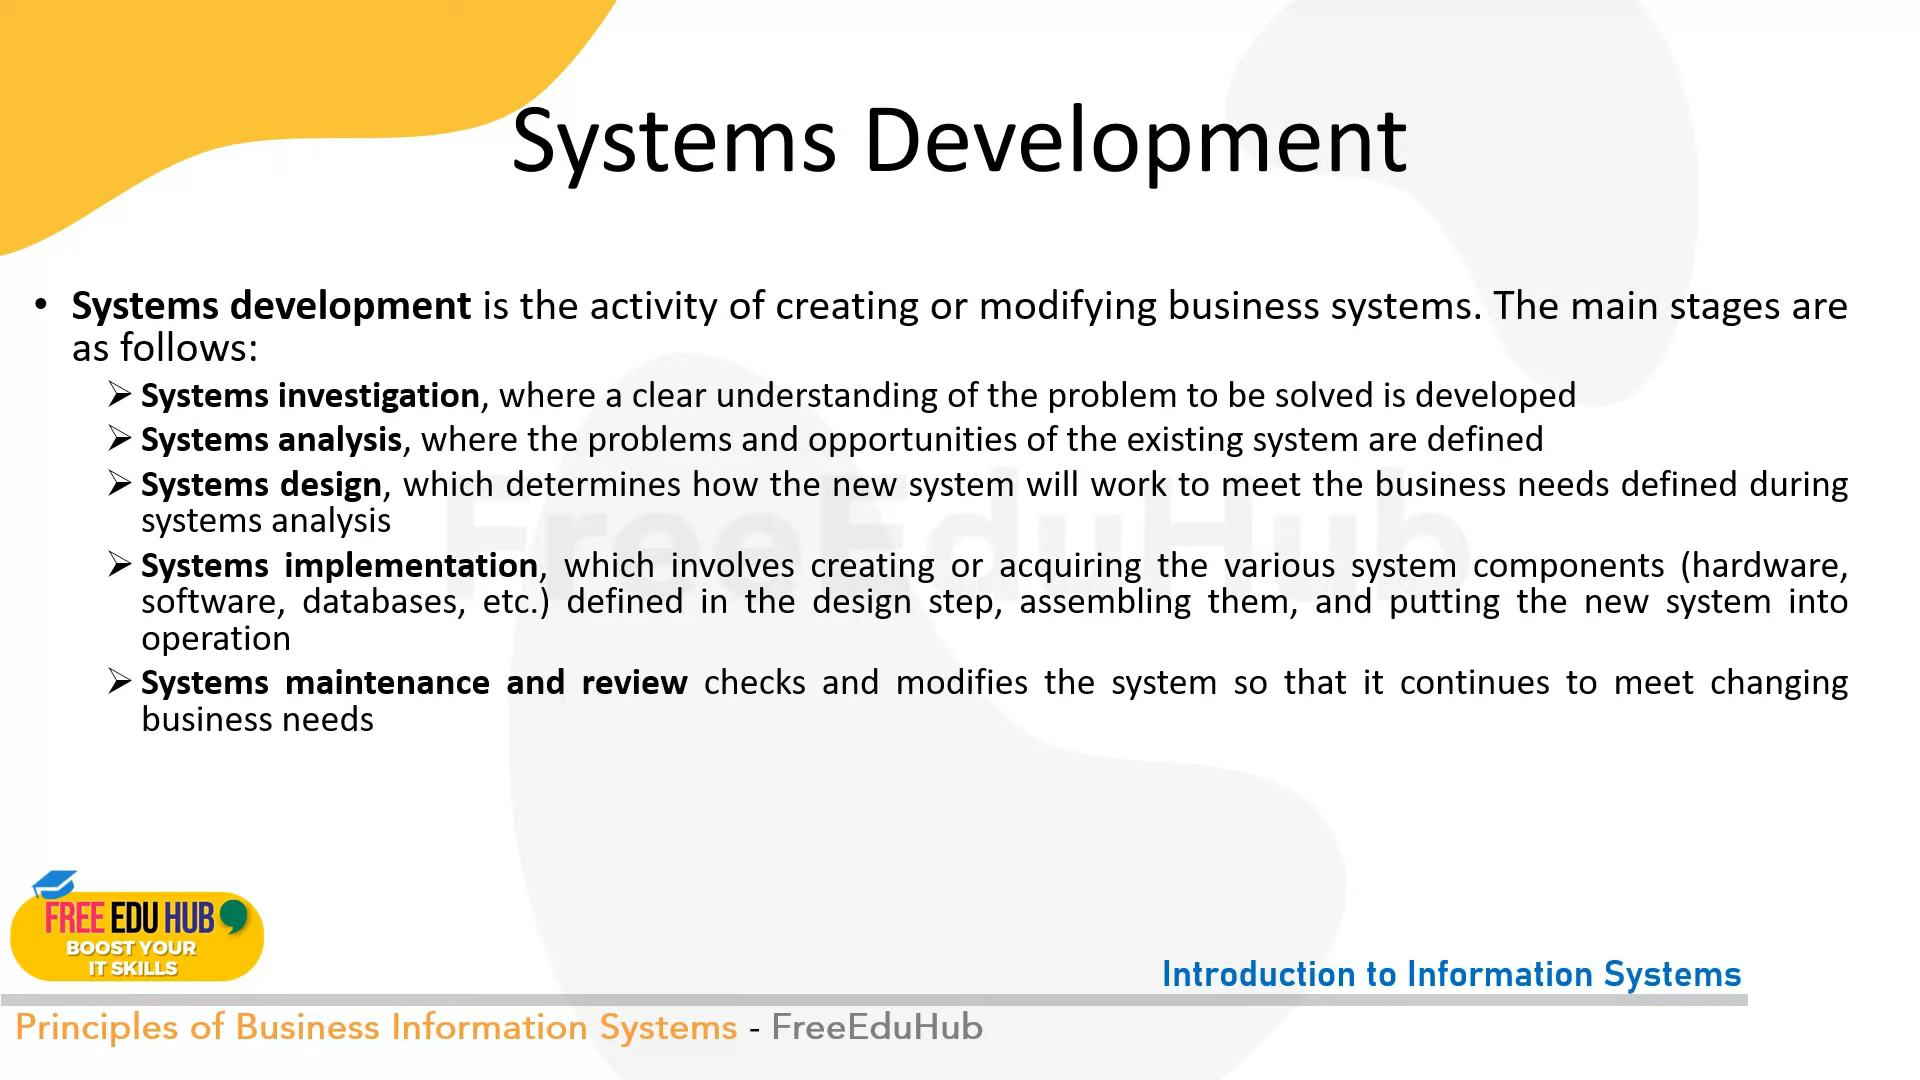 Systems Development
• Systems development is the activity of creating or modifying business systems. The main stages are
as follows:
➢ Systems investigation, where a clear understanding of the problem to be solved is developed
➢ Systems analysis, where the problems and opportunities of the existing system are defined
➢ Systems design, which determines how the new system will work to meet the business needs defined during
systems analysis
➢ Systems implementation, which involves creating or acquiring the various system components (hardware,
software, databases, etc.) defined in the design step, assembling them, and putting the new system into
operation
➢ Systems maintenance and review checks and modifies the system so that it continues to meet changing
business needs
FreeEduHub
FREE EDU HUB
BOOST YOUR
IT SKILLS
Introduction to Information Systems
Principles of Business Information Systems - FreeEduHub